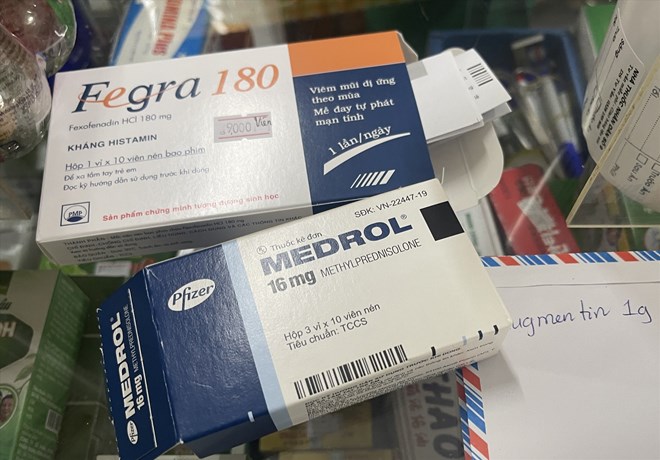 Fegra 180
Fexofenadin HCl 180 mg
KHÁNG HISTAMIN
Hộp 1 vỉ x 10 viên nén bao phim
Để xa tầm tay trẻ em
Đọc kỹ hướng dẫn sử dụng trước khi dùng
PMP
Sản phẩm chứng minh tương đương sinh học
Viêm mũi dị ứng
theo mùa
Mề đay tự phát
mạn tính
1 lần/ngày
SĐK: VN-22447-19
Thuốc kê đơn
MEDROL
16 mg METHYLPREDNISOLONE
Hộp 3 vỉ x 10 viên nén
Tiêu chuẩn: TCCS
Pfizer
MEDROL
16 mg METHYLPREDNISOLONE
ugmentin 1g